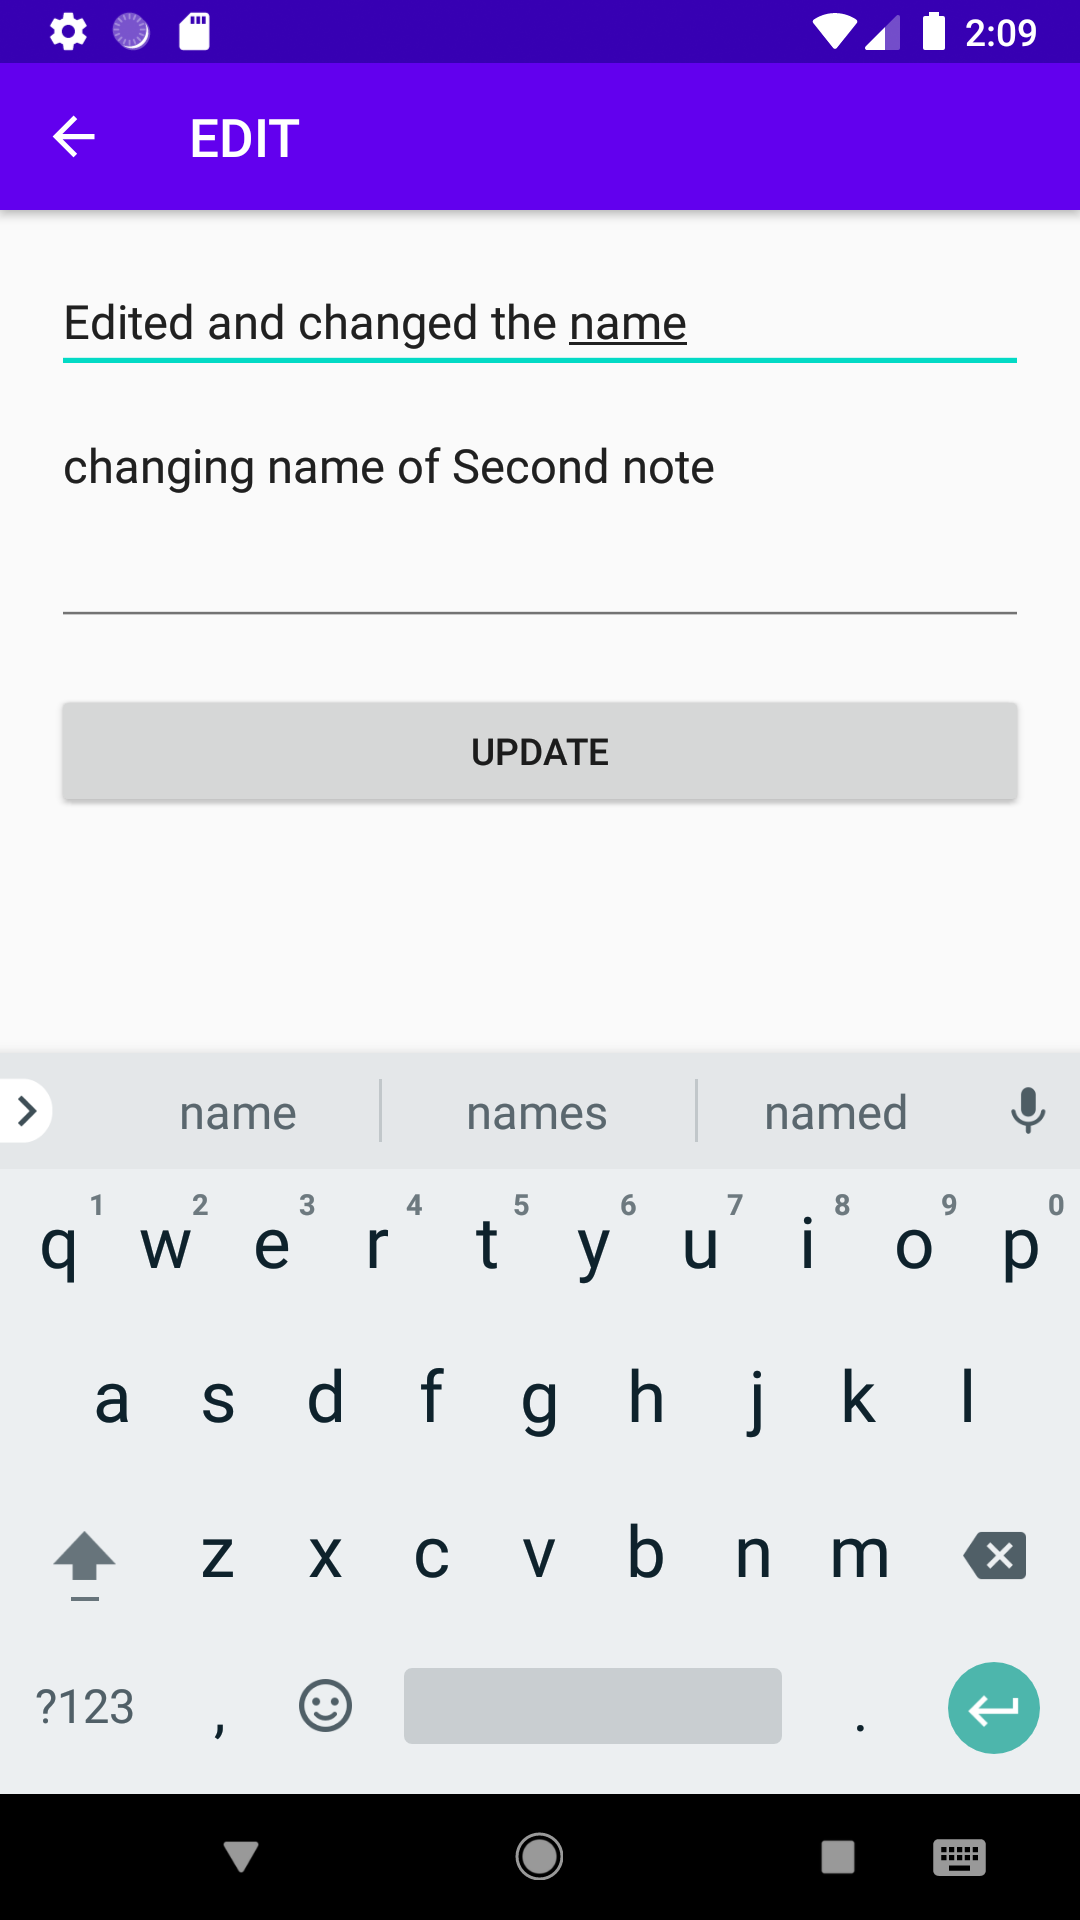 2:09
EDIT
Edited and changed the name
changing name of Second note
UPDATE
name names named
1 2 3 4 5 6 7 8 9 0
q w e r t y u i o p
a s d f g h j k l
z x c v b n m
?123 , .